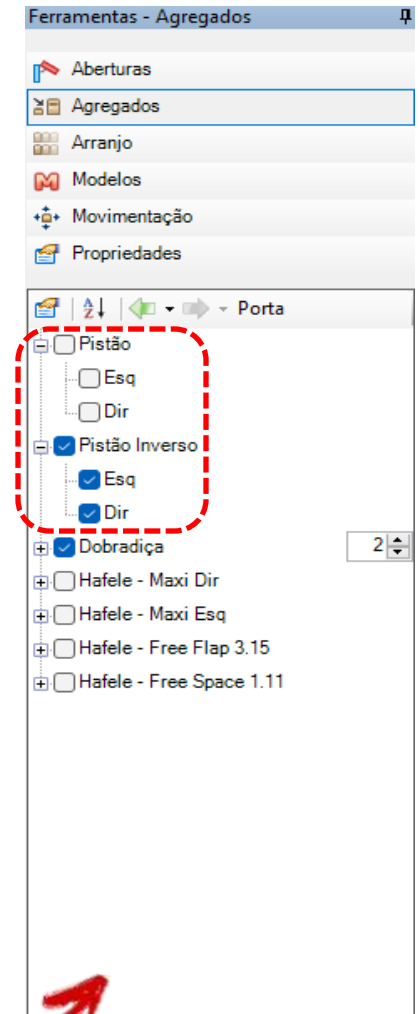 Ferramentas - Agregados
Aberturas
Agregados
Arranjo
Modelos
Movimentação
Propriedades
Porta
Pistão
Esq
Dir
Pistão Inverso
Esq
Dir
Dobradiça 2
Hafele - Maxi Dir
Hafele - Maxi Esq
Hafele - Free Flap 3.15
Hafele - Free Space 1.11